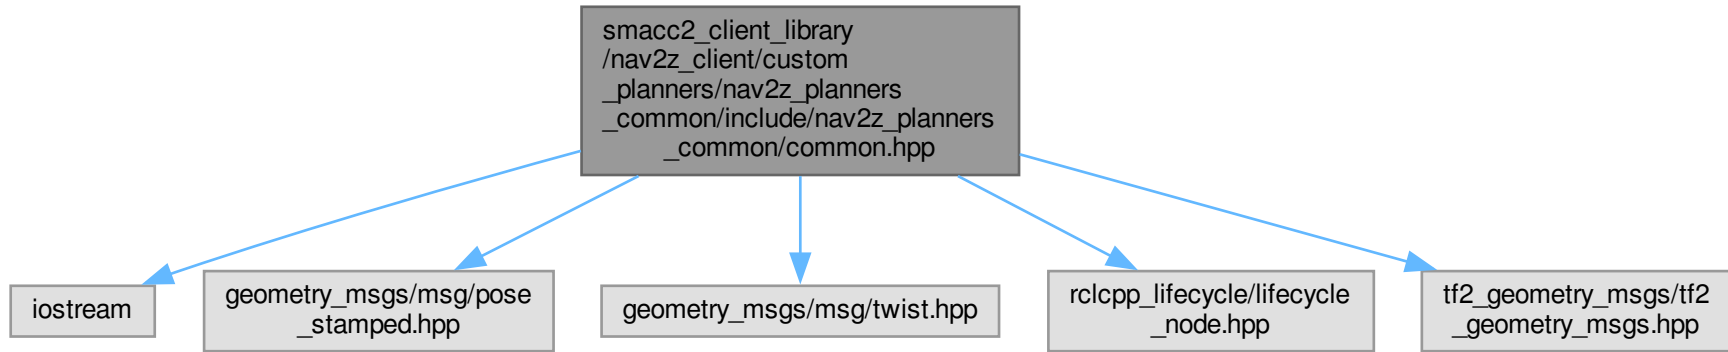 smacc2_client_library
/nav2z_client/custom
_planners/nav2z_planners
_common/include/nav2z_planners
_common/common.hpp
iostream
geometry_msgs/msg/pose
_stamped.hpp
geometry_msgs/msg/twist.hpp
rclcpp_lifecycle/lifecycle
_node.hpp
tf2_geometry_msgs/tf2
_geometry_msgs.hpp